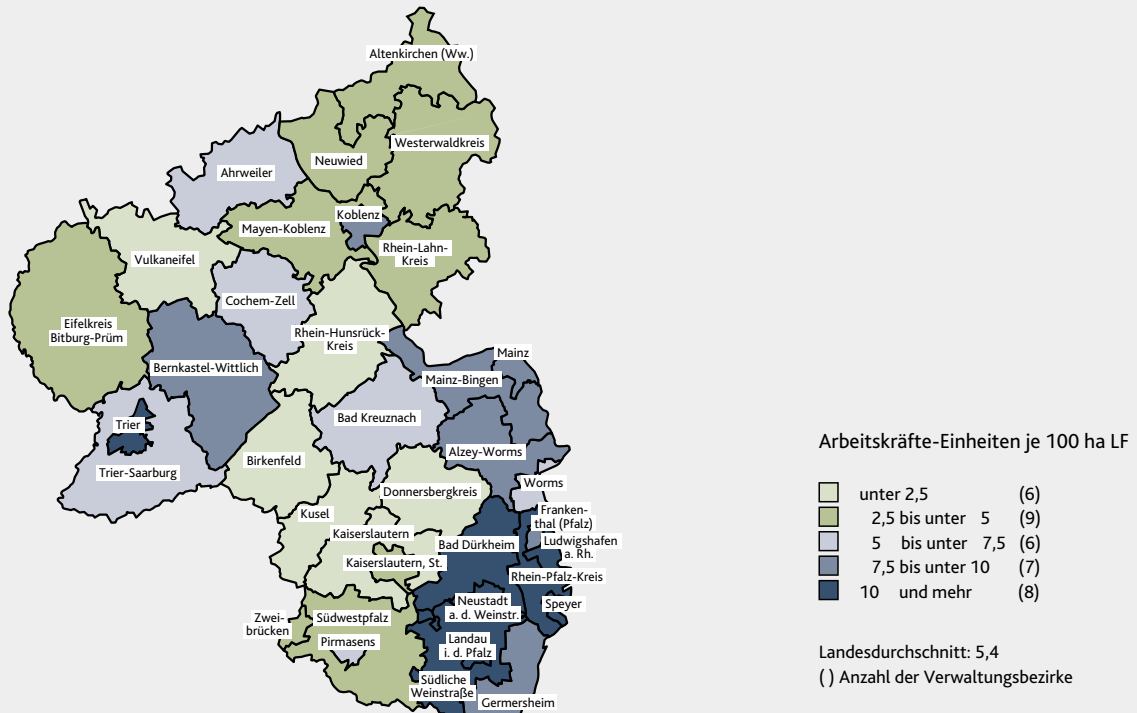 Altenkirchen (Ww.)
Westerwaldkreis
Neuwied
Ahrweiler
Koblenz
Mayen-Koblenz
Rhein-Lahn-
Kreis
Vulkaneifel
Cochem-Zell
Eifelkreis
Bitburg-Prüm
Rhein-Hunsrück-
Kreis
Mainz
Bernkastel-Wittlich
Mainz-Bingen
Bad Kreuznach
Trier
Alzey-Worms
Birkenfeld
Trier-Saarburg
Worms
Donnersbergkreis
Kusel
Franken-
thal (Pfalz)
Kaiserslautern
Bad Dürkheim
Ludwigshafen
a. Rh.
Kaiserslautern, St.
Rhein-Pfalz-Kreis
Neustadt
a. d. Weinstr.
Speyer
Zwei-
brücken
Südwestpfalz
Pirmasens
Landau
i. d. Pfalz
Südliche
Weinstraße
Germersheim
Arbeitskräfte-Einheiten je 100 ha LF
unter 2,5 (6)
2,5 bis unter 5 (9)
5 bis unter 7,5 (6)
7,5 bis unter 10 (7)
10 und mehr (8)
Landesdurchschnitt: 5,4
( ) Anzahl der Verwaltungsbezirke